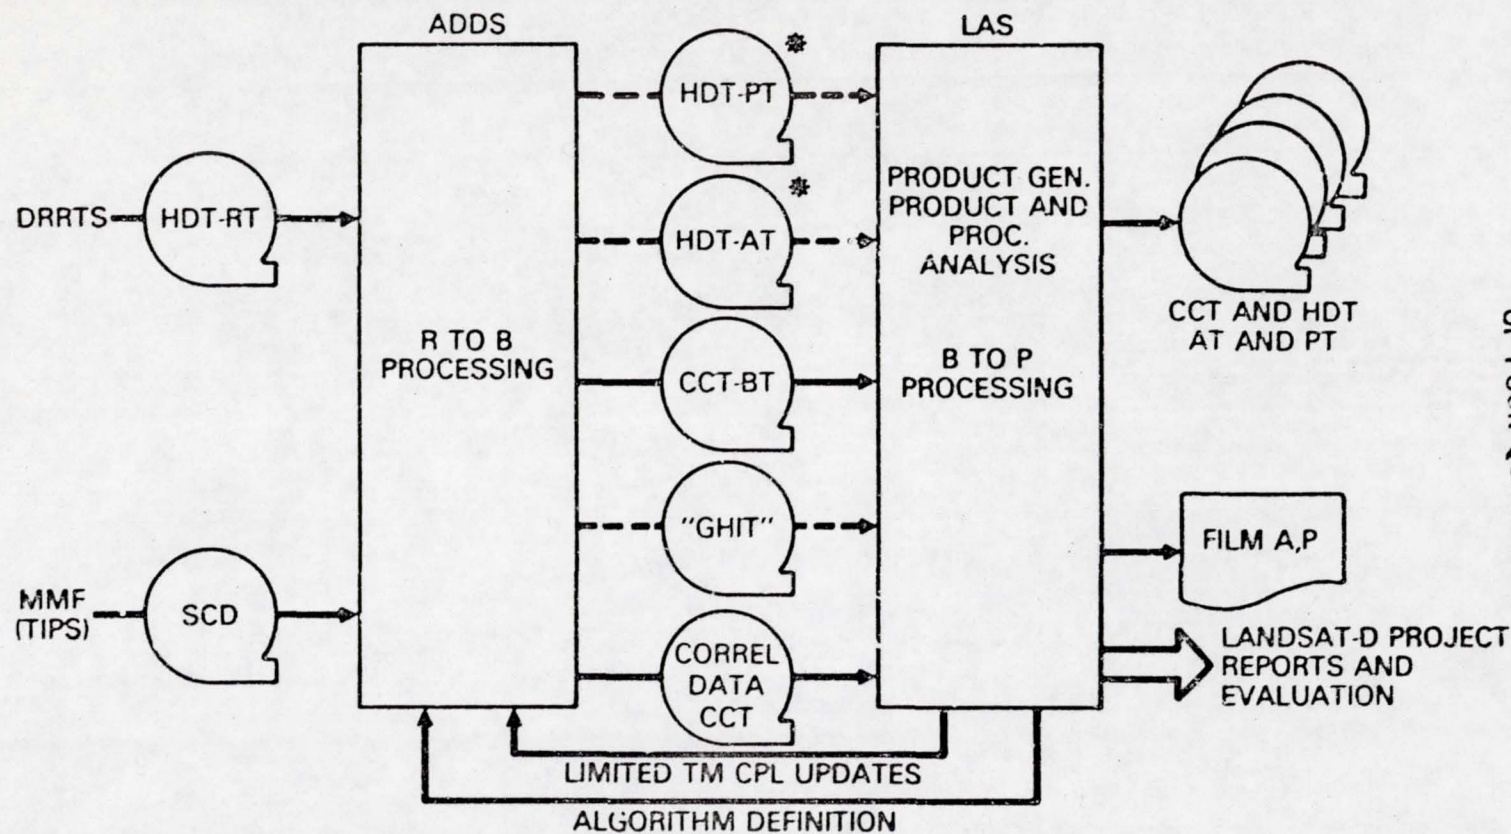 ADDS
LAS
HDT-PT *
DRRTS
HDT-RT
HDT-AT *
PRODUCT GEN.
PRODUCT AND
PROC.
ANALYSIS
CCT AND HDT
AT AND PT
R TO B
PROCESSING
CCT-BT
B TO P
PROCESSING
"GHIT"
FILM A,P
MMF
(TIPS)
SCD
CORREL
DATA
CCT
LANDSAT-D PROJECT
REPORTS AND
EVALUATION
LIMITED TM CPL UPDATES
ALGORITHM DEFINITION